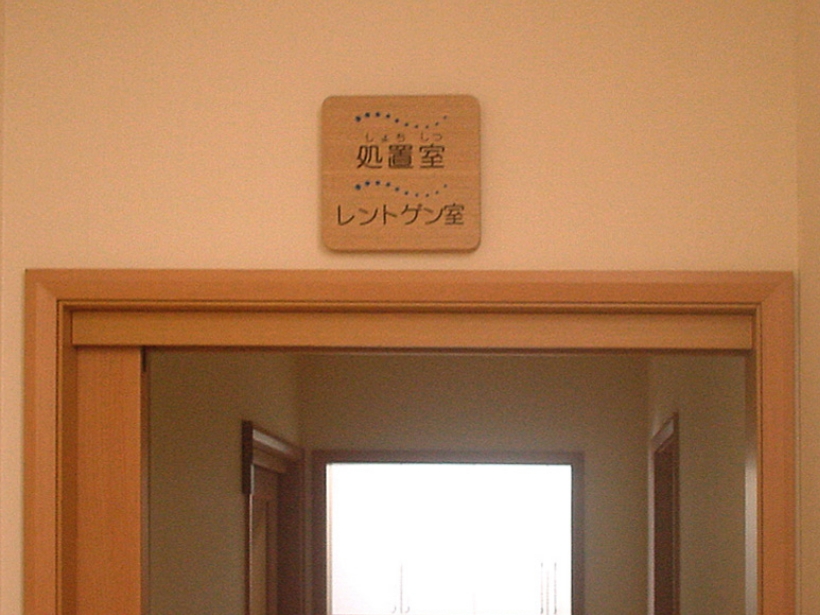 しょち しつ
処置室
レントゲン室